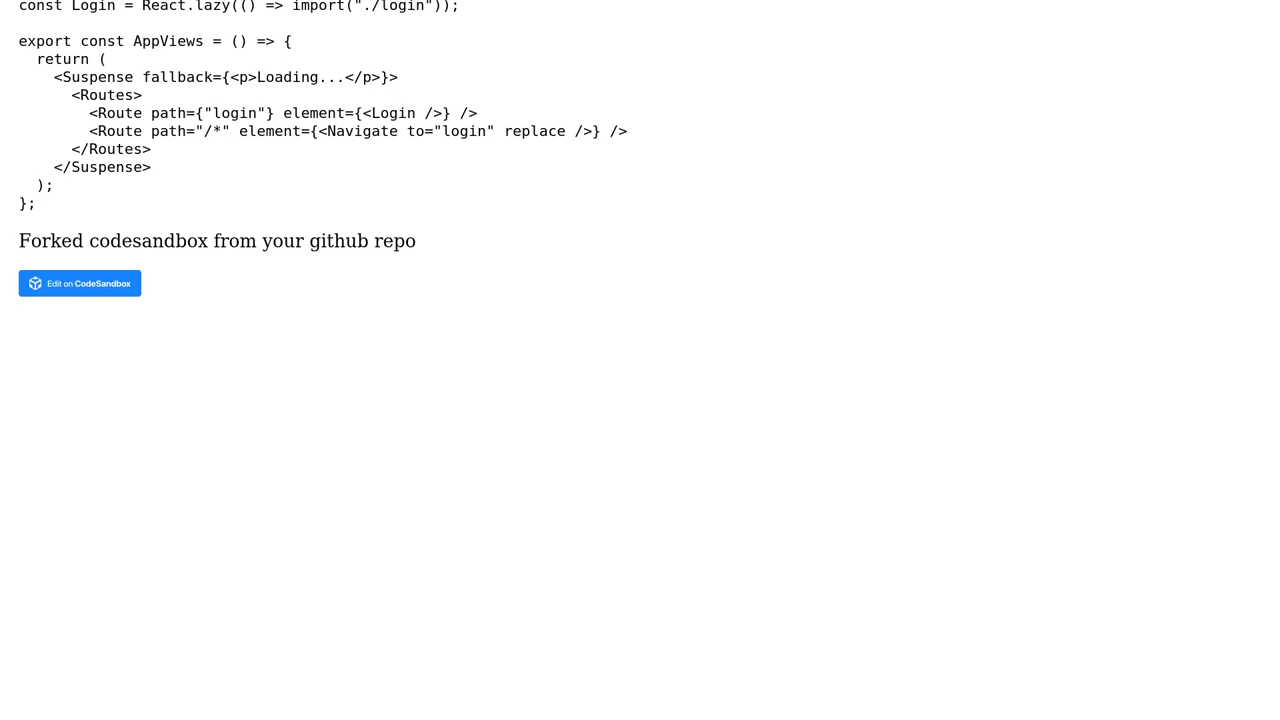 const Login = React.lazy(() => import("./login"));
export const AppViews = () => {
  return (
    <Suspense fallback={<p>Loading...</p>}>
      <Routes>
        <Route path={"login"} element={<Login />} />
        <Route path="/*" element={<Navigate to="login" replace />} />
      </Routes>
    </Suspense>
  );
};
Forked codesandbox from your github repo
Edit on CodeSandbox